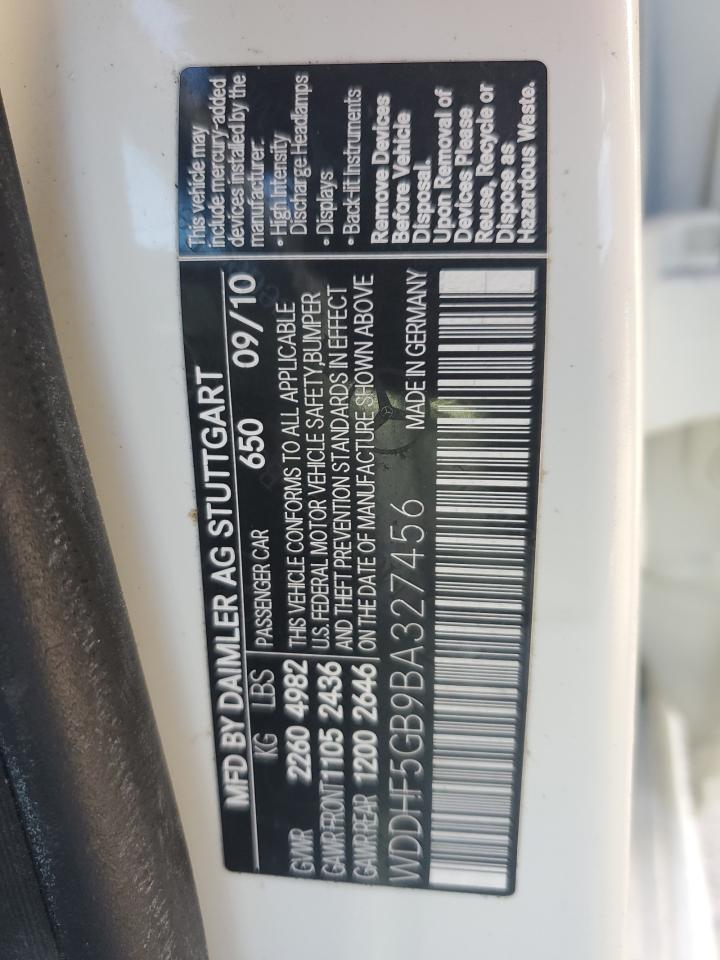 MFD BY DAIMLER AG STUTTGART
KG LBS 650 09/10
GVWR 2260 4982 PASSENGER CAR
GAWR FRONT 1105 2436
GAWR REAR 1200 2646
THIS VEHICLE CONFORMS TO ALL APPLICABLE
U.S. FEDERAL MOTOR VEHICLE SAFETY,BUMPER
AND THEFT PREVENTION STANDARDS IN EFFECT
ON THE DATE OF MANUFACTURE SHOWN ABOVE
WDDHF5GB9BA327456 MADE IN GERMANY
This vehicle may
include mercury-added
devices installed by the
manufacturer:
• High Intensity
Discharge Headlamps
• Displays
• Back-lit Instruments
Remove Devices
Before Vehicle
Disposal.
Upon Removal of
Devices Please
Reuse, Recycle or
Dispose as
Hazardous Waste.